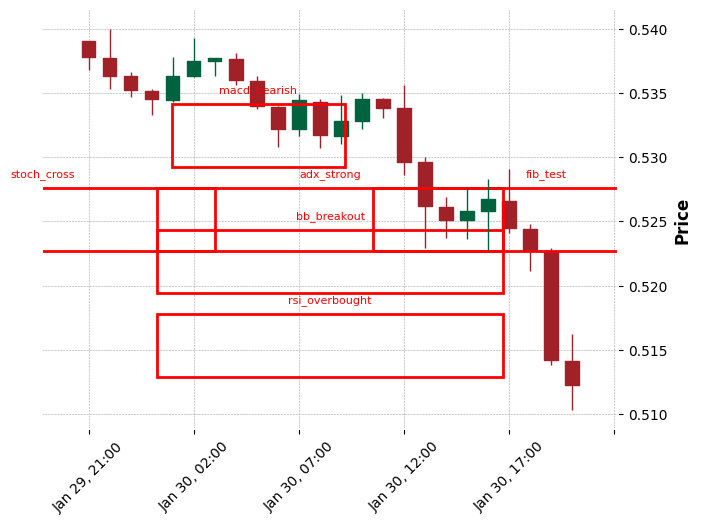 0.540
macd_bearish
0.535
stoch_cross
adx_strong
fib_test
0.530
bb_breakout
0.525
Price
0.520
rsi_overbought
0.515
0.510
Jan 29, 21:00
Jan 30, 02:00
Jan 30, 07:00
Jan 30, 12:00
Jan 30, 17:00